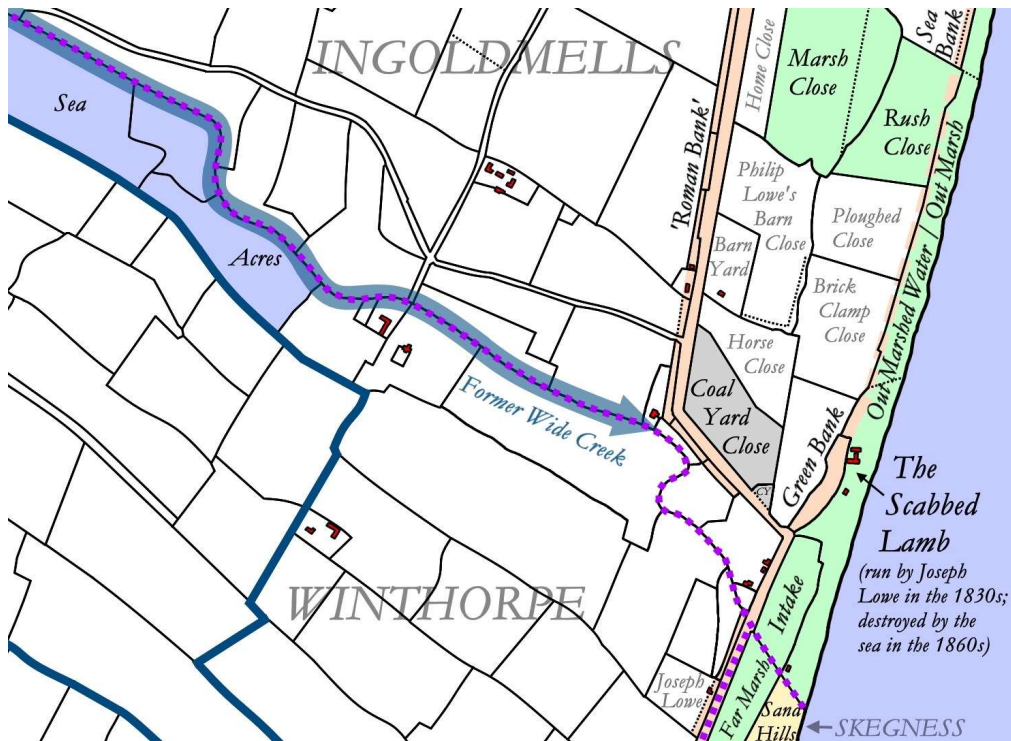 INGOLDMELLS
Sea
Acres
Home Close
Marsh
Close
Sea
Bank
Rush
Close
'Roman Bank'
Philip
Lowe's
Barn
Close
Ploughed
Close
Barn
Yard
Brick
Clamp
Close
Out Marshed Water / Out Marsh
Horse
Close
Coal
Yard
Close
Former Wide Creek
Green Bank
The
Scabbed
Lamb
(run by Joseph
Lowe in the 1830s;
destroyed by the
sea in the 1860s)
WINTHORPE
Intake
Joseph
Lowe
Far Marsh
Sand
Hills
SKEGNESS